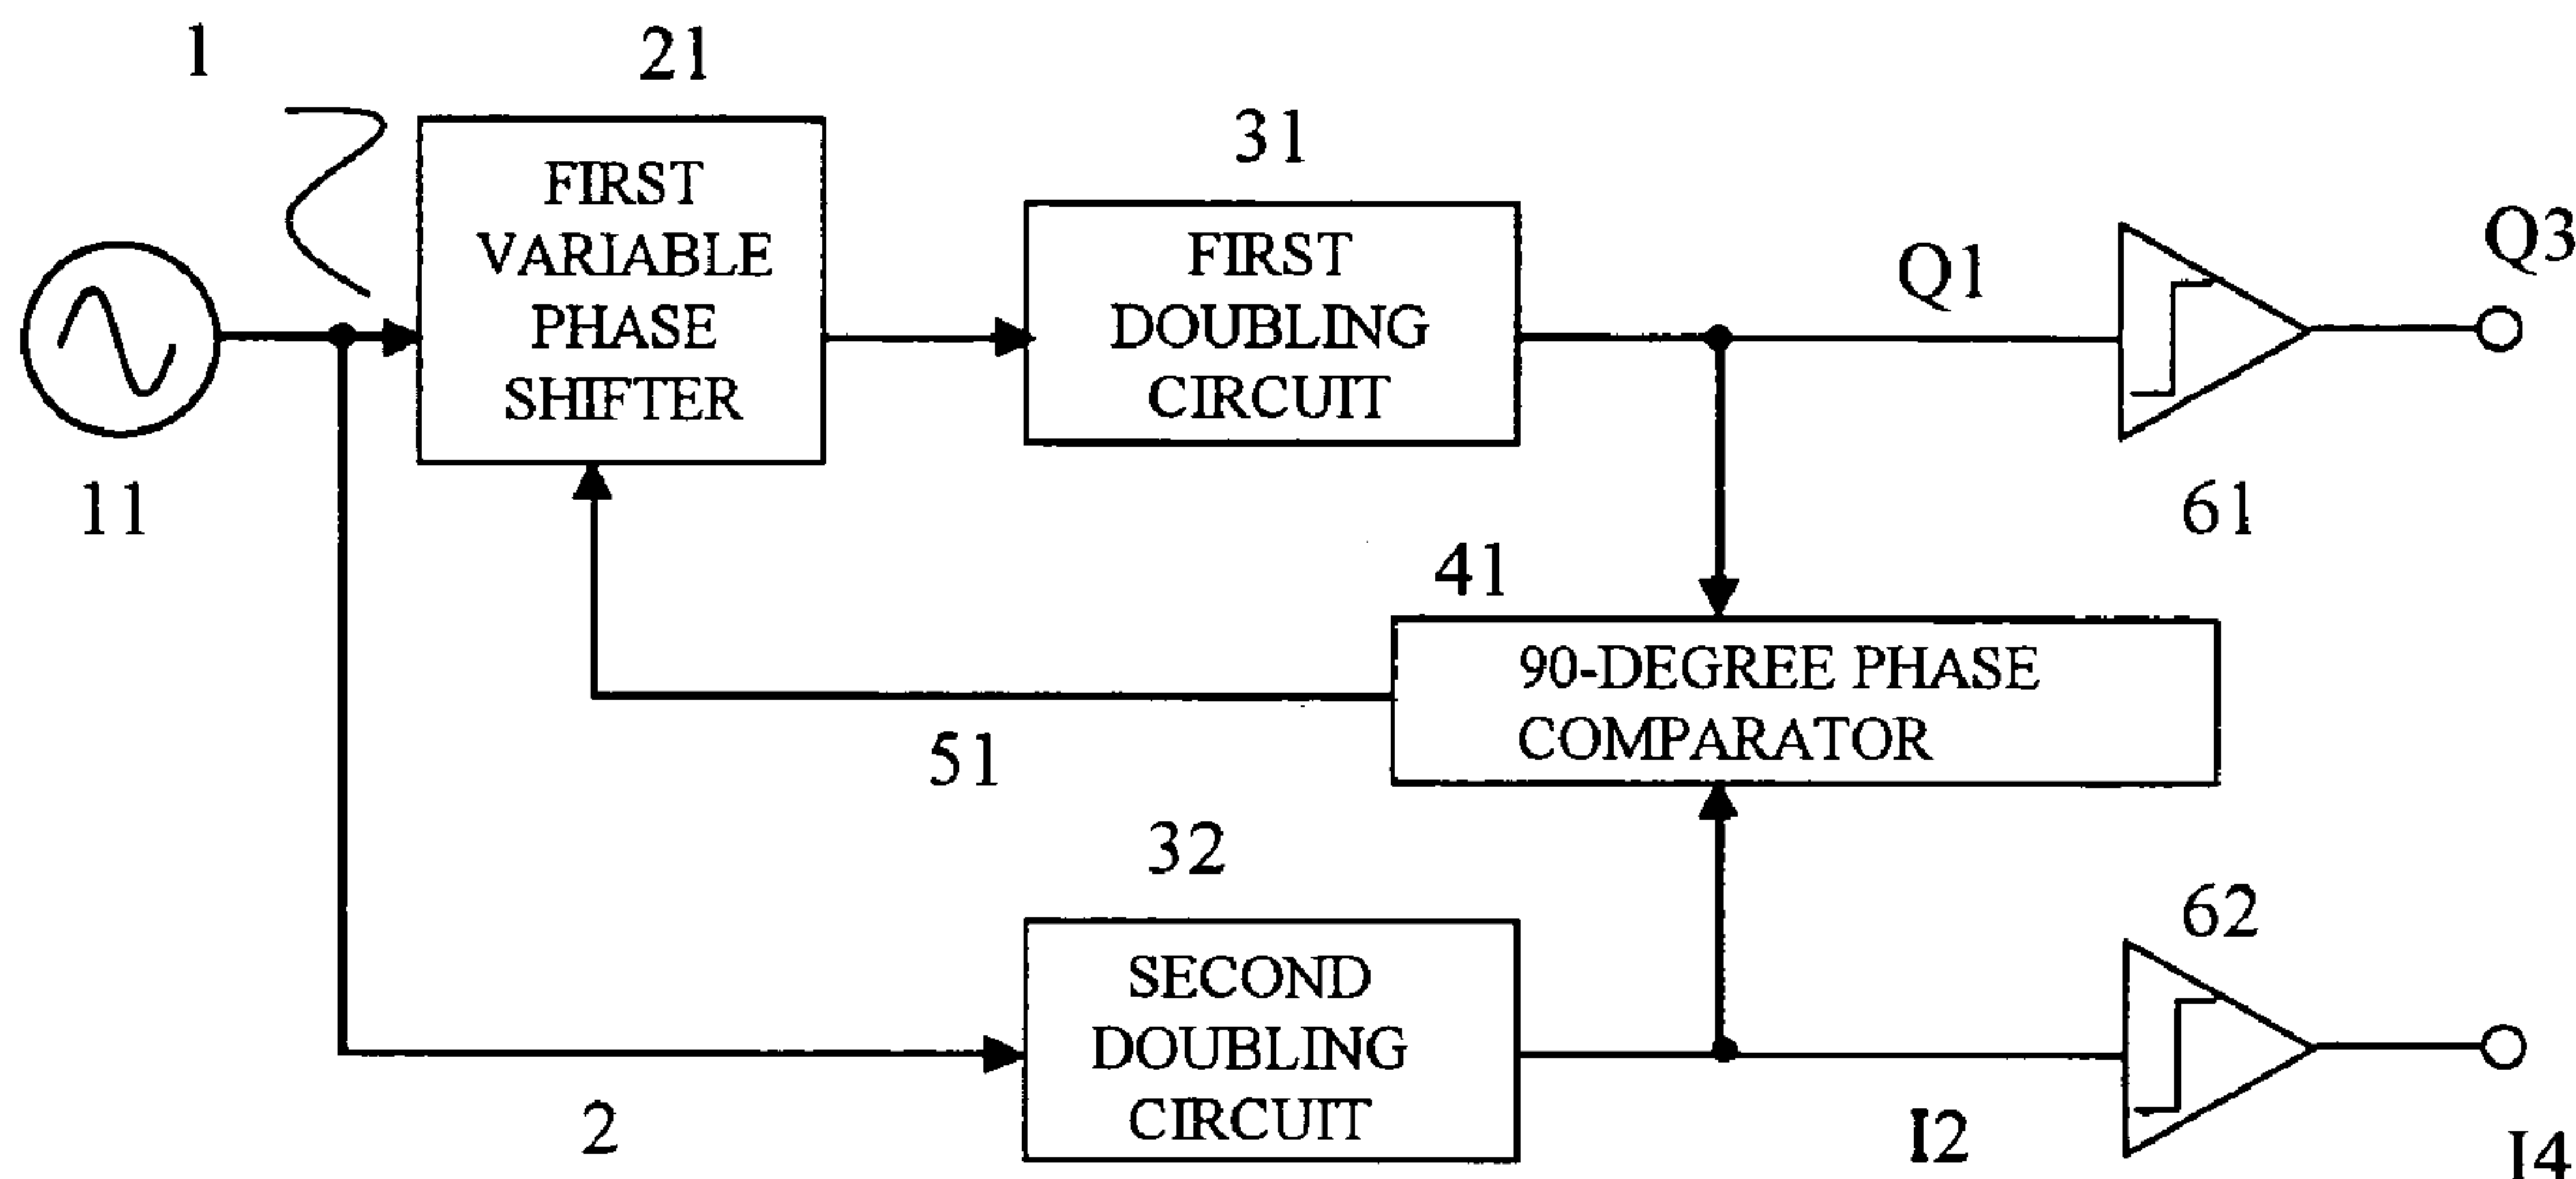 1
21
FIRST
VARIABLE
PHASE
SHIFTER
31
FIRST
DOUBLING
CIRCUIT
Q1
Q3
11
61
41
90-DEGREE PHASE
COMPARATOR
51
32
SECOND
DOUBLING
CIRCUIT
62
2
I2
I4